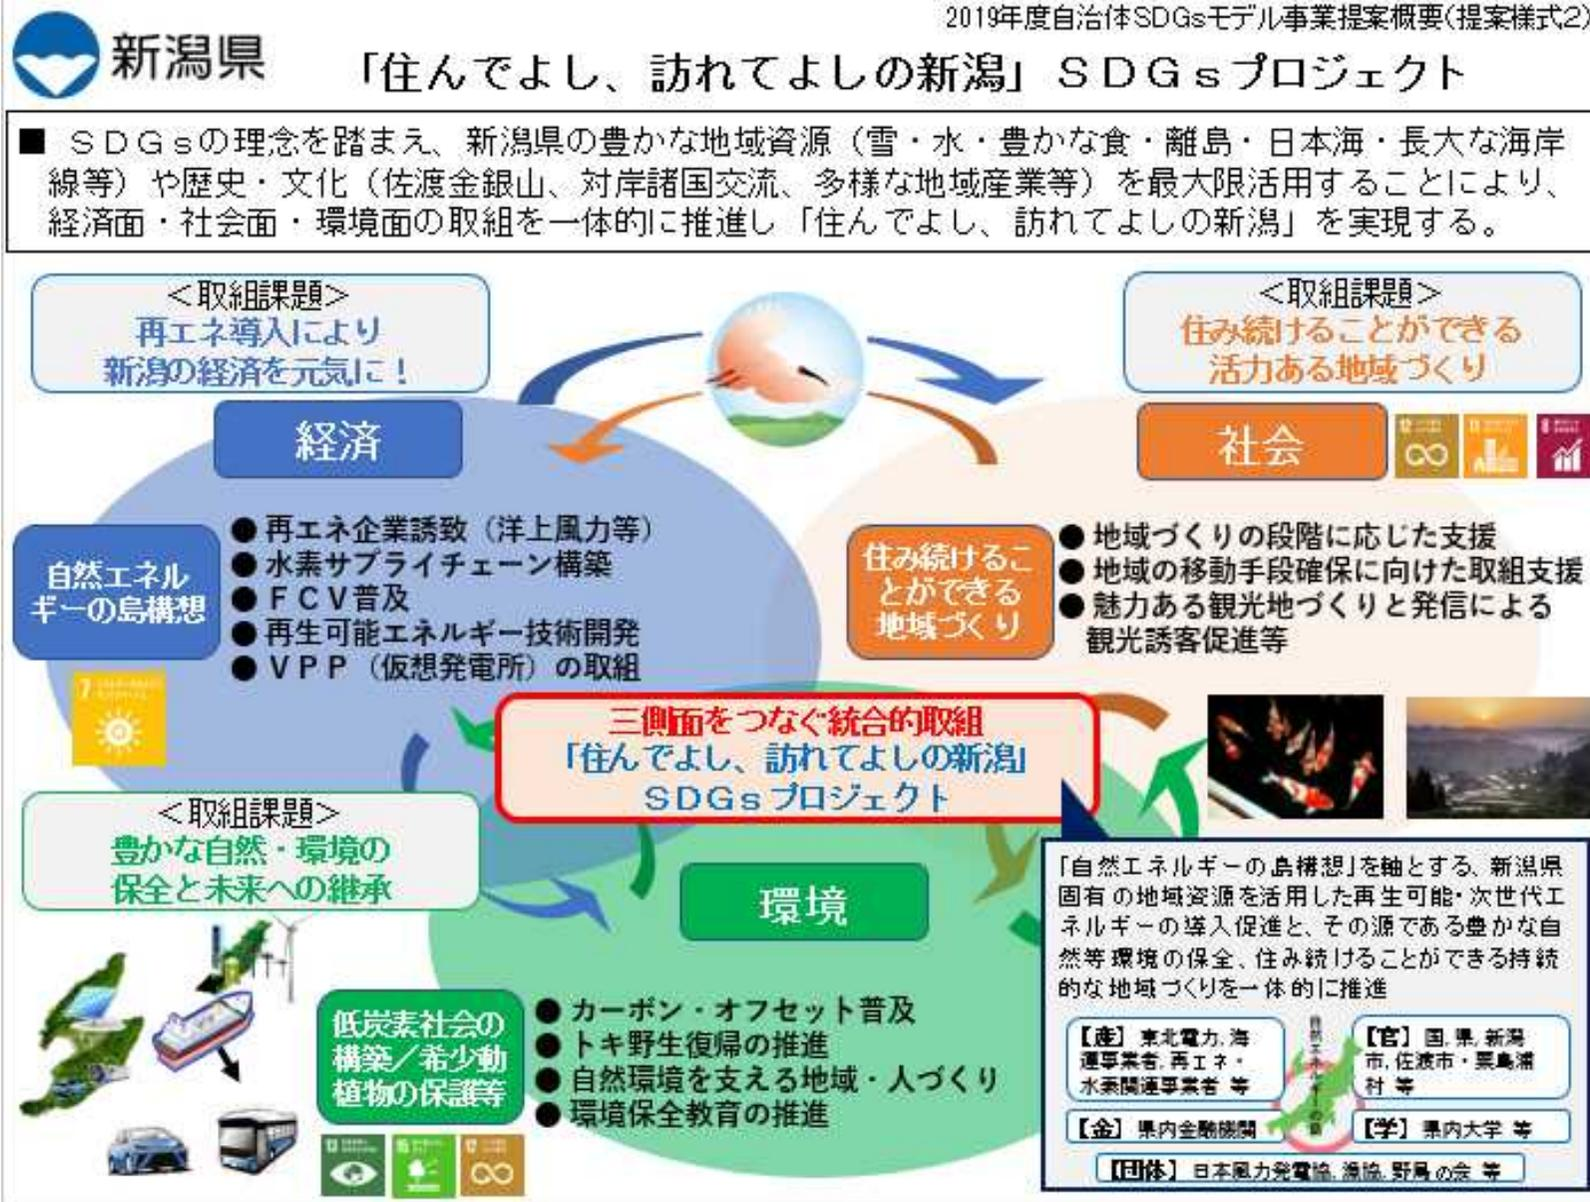 2019年度自治体SDGsモデル事業提案概要(提案様式2)
新潟県
「住んでよし、訪れてよしの新潟」ＳＤＧｓプロジェクト
■ ＳＤＧｓの理念を踏まえ、新潟県の豊かな地域資源（雪・水・豊かな食・離島・日本海・長大な海岸
線等）や歴史・文化（佐渡金銀山、対岸諸国交流、多様な地域産業等）を最大限活用することにより、
経済面・社会面・環境面の取組を一体的に推進し「住んでよし、訪れてよしの新潟」を実現する。
＜取組課題＞
再エネ導入により
新潟の経済を元気に！
経済
自然エネル
ギーの島構想
● 再エネ企業誘致（洋上風力等）
● 水素サプライチェーン構築
● ＦＣＶ普及
● 再生可能エネルギー技術開発
● ＶＰＰ（仮想発電所）の取組
7
＜取組課題＞
住み続けることができる
活力ある地域づくり
社会
12
11
8
住み続けるこ
とができる
地域づくり
● 地域づくりの段階に応じた支援
● 地域の移動手段確保に向けた取組支援
● 魅力ある観光地づくりと発信による
観光誘客促進等
三側面をつなぐ統合的取組
「住んでよし、訪れてよしの新潟」
ＳＤＧｓプロジェクト
＜取組課題＞
豊かな自然・環境の
保全と未来への継承
環境
低炭素社会の
構築／希少動
植物の保護等
● カーボン・オフセット普及
● トキ野生復帰の推進
● 自然環境を支える地域・人づくり
● 環境保全教育の推進
13
15
12
「自然エネルギーの島構想」を軸とする、新潟県
固有の地域資源を活用した再生可能・次世代エ
ネルギーの導入促進と、その源である豊かな自
然等環境の保全、住み続けることができる持続
的な地域づくりを一体的に推進
【産】東北電力、海
運事業者、再エネ・
水素関連事業者 等
【官】国、県、新潟
市、佐渡市・粟島浦
村 等
【金】県内金融機関
【学】県内大学 等
自然エネルギーの島
【団体】日本風力発電協、漁協、野鳥の会 等